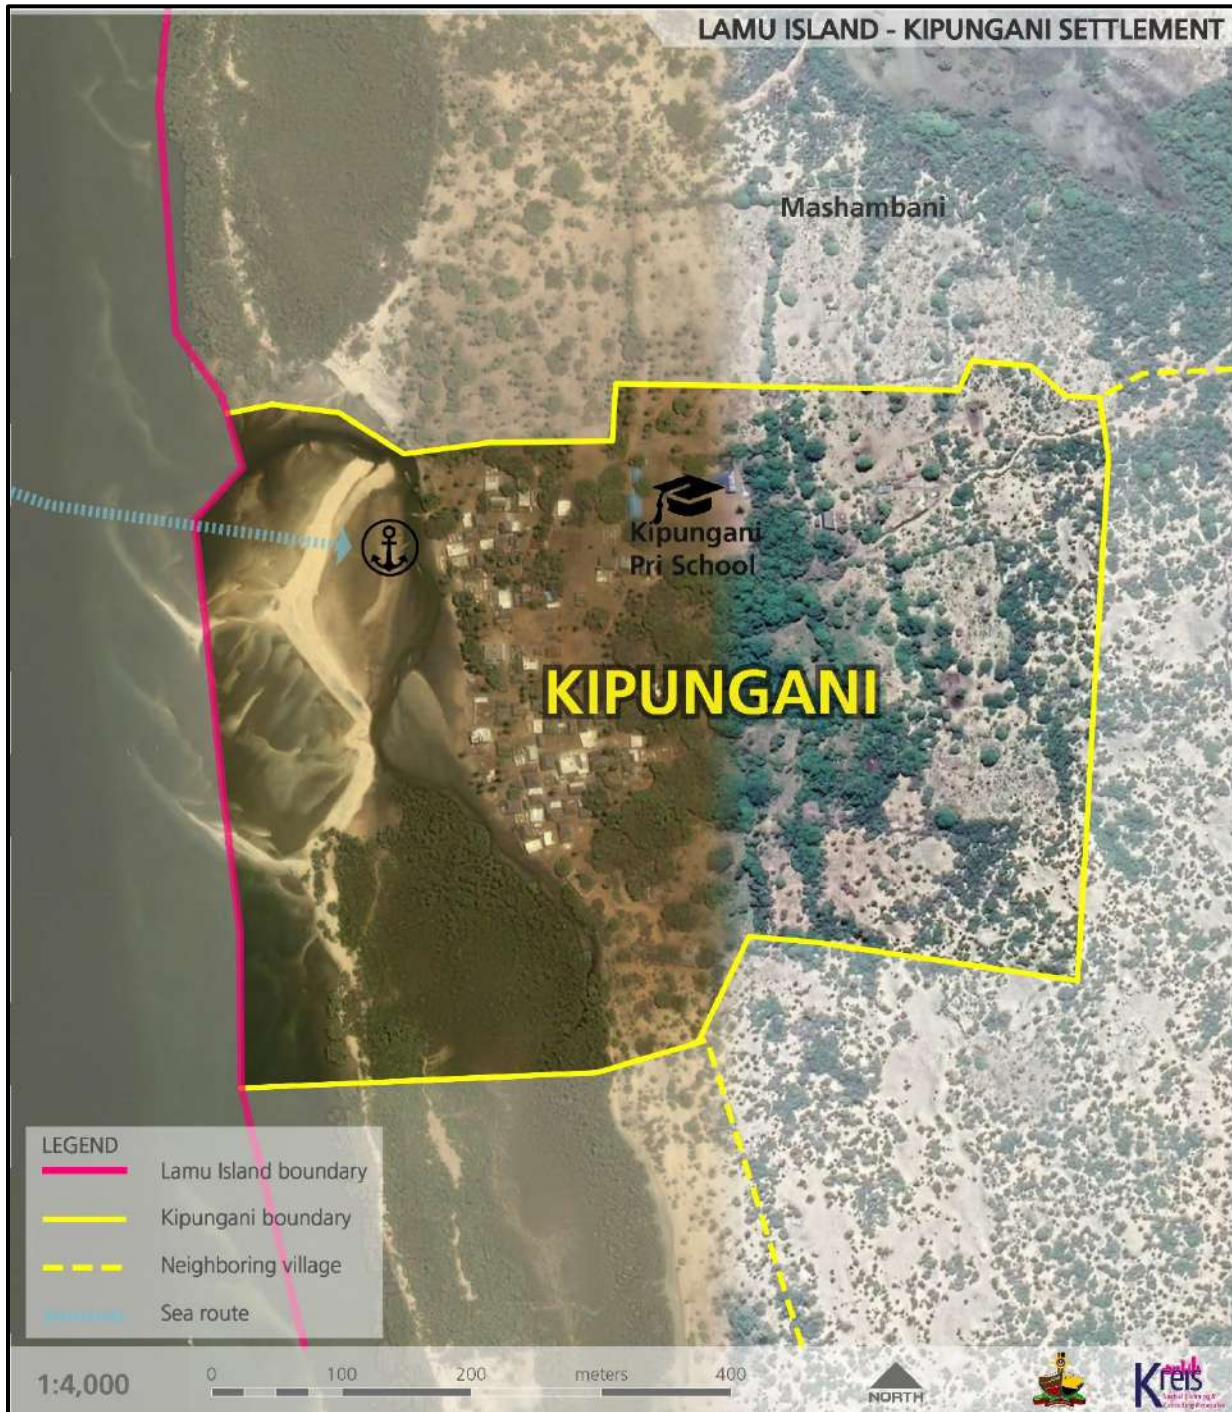 LAMU ISLAND - KIPUNGANI SETTLEMENT
Mashambani
Kipungani
Pri School
KIPUNGANI
LEGEND
Lamu Island boundary
Kipungani boundary
Neighboring village
Sea route
1:4,000
0 100 200 meters 400
NORTH
Kreis